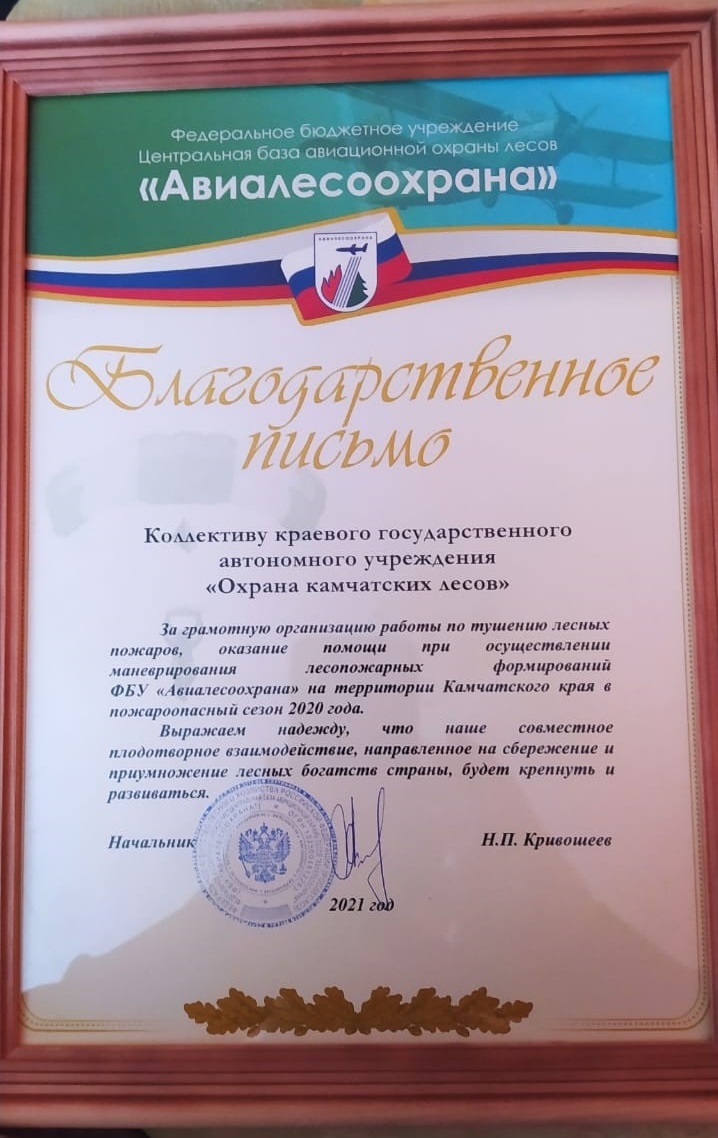 Федеральное бюджетное учреждение
Центральная база авиационной охраны лесов
«Авиалесоохрана»
АВИАЛЕСООХРАНА
Благодарственное
письмо
Коллективу краевого государственного
автономного учреждения
«Охрана камчатских лесов»
За грамотную организацию работы по тушению лесных
пожаров, оказание помощи при осуществлении
маневрирования лесопожарных формирований
ФБУ «Авиалесоохрана» на территории Камчатского края в
пожароопасный сезон 2020 года.
Выражаем надежду, что наше совместное
плодотворное взаимодействие, направленное на сбережение и
приумножение лесных богатств страны, будет крепнуть и
развиваться.
Начальник
Н.П. Кривошеев
2021 год